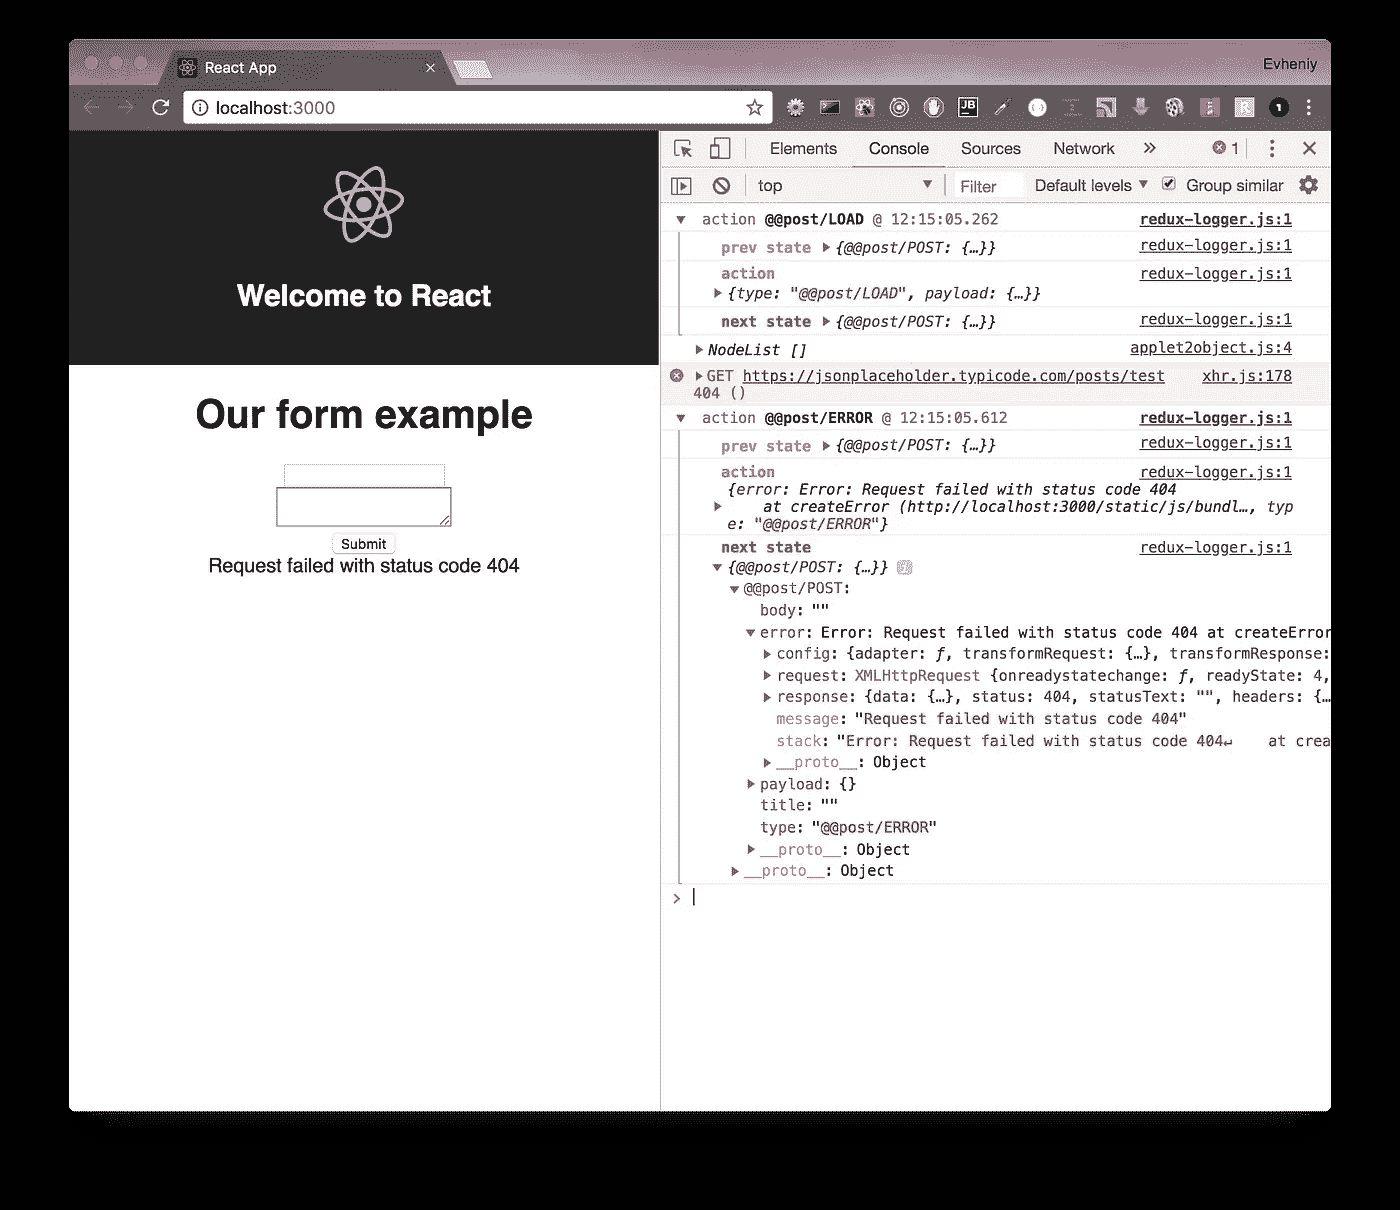 React App
Evheniy
localhost:3000
JB
1
Welcome to React
Our form example
Submit
Request failed with status code 404
Elements Console Sources Network » 1
top Filter Default levels Group similar
action @@post/LOAD @ 12:15:05.262 redux-logger.js:1
prev state {@@post/POST: {…}} redux-logger.js:1
action redux-logger.js:1
{type: "@@post/LOAD", payload: {…}}
next state {@@post/POST: {…}} redux-logger.js:1
NodeList [] applet2object.js:4
GET https://jsonplaceholder.typicode.com/posts/test xhr.js:178
404 ()
action @@post/ERROR @ 12:15:05.612 redux-logger.js:1
prev state {@@post/POST: {…}} redux-logger.js:1
action redux-logger.js:1
{error: Error: Request failed with status code 404
at createError (http://localhost:3000/static/js/bundl…, typ
e: "@@post/ERROR"}
next state redux-logger.js:1
{@@post/POST: {…}}
@@post/POST:
body: ""
error: Error: Request failed with status code 404 at createError
config: {adapter: ƒ, transformRequest: {…}, transformResponse:
request: XMLHttpRequest {onreadystatechange: ƒ, readyState: 4,
response: {data: {…}, status: 404, statusText: "", headers: {…
message: "Request failed with status code 404"
stack: "Error: Request failed with status code 404↵ at crea
__proto__: Object
payload: {}
title: ""
type: "@@post/ERROR"
__proto__: Object
__proto__: Object
>